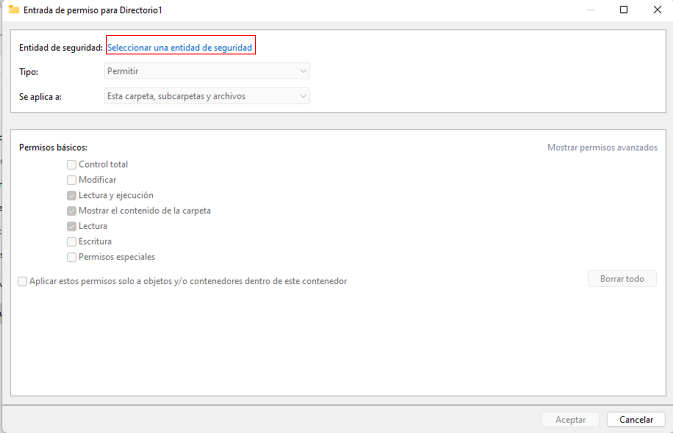 Entrada de permiso para Directorio1
Entidad de seguridad: Seleccionar una entidad de seguridad
Tipo: Permitir
Se aplica a: Esta carpeta, subcarpetas y archivos
Permisos básicos: Mostrar permisos avanzados
Control total
Modificar
Lectura y ejecución
Mostrar el contenido de la carpeta
Lectura
Escritura
Permisos especiales
Aplicar estos permisos solo a objetos y/o contenedores dentro de este contenedor Borrar todo
Aceptar Cancelar